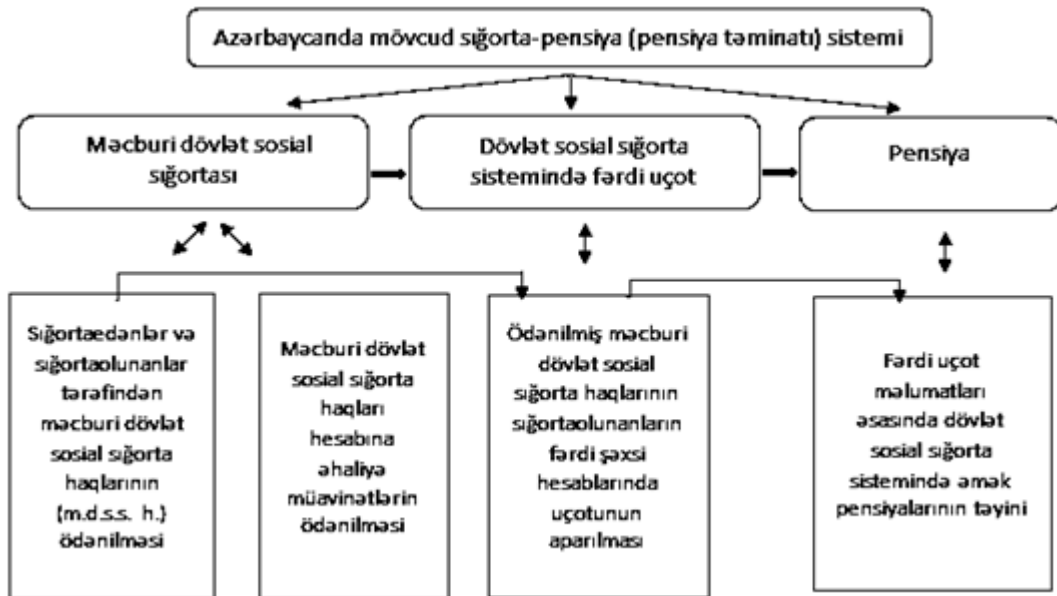 Azərbaycanda mövcud sığorta-pensiya (pensiya təminatı) sistemi
Məcburi dövlət sosial
sığortası
Dövlət sosial sığorta
sistemində fərdi uçot
Pensiya
Sığortaedənlər və
sığortaolunanlar
tərəfindən
məcburi dövlət
sosial sığorta
haqlarının
(m.d.s.s. h.)
ödənilməsi
Məcburi dövlət
sosial sığorta
haqları
hesabına
əhaliyə
müavinətlərin
ödənilməsi
Ödənilmiş məcburi
dövlət sosial
sığorta haqlarının
sığortaolunanların
fərdi şəxsi
hesablarında
uçotunun
aparılması
Fərdi uçot
məlumatları
əsasında dövlət
sosial sığorta
sistemində əmək
pensiyalarının təyini